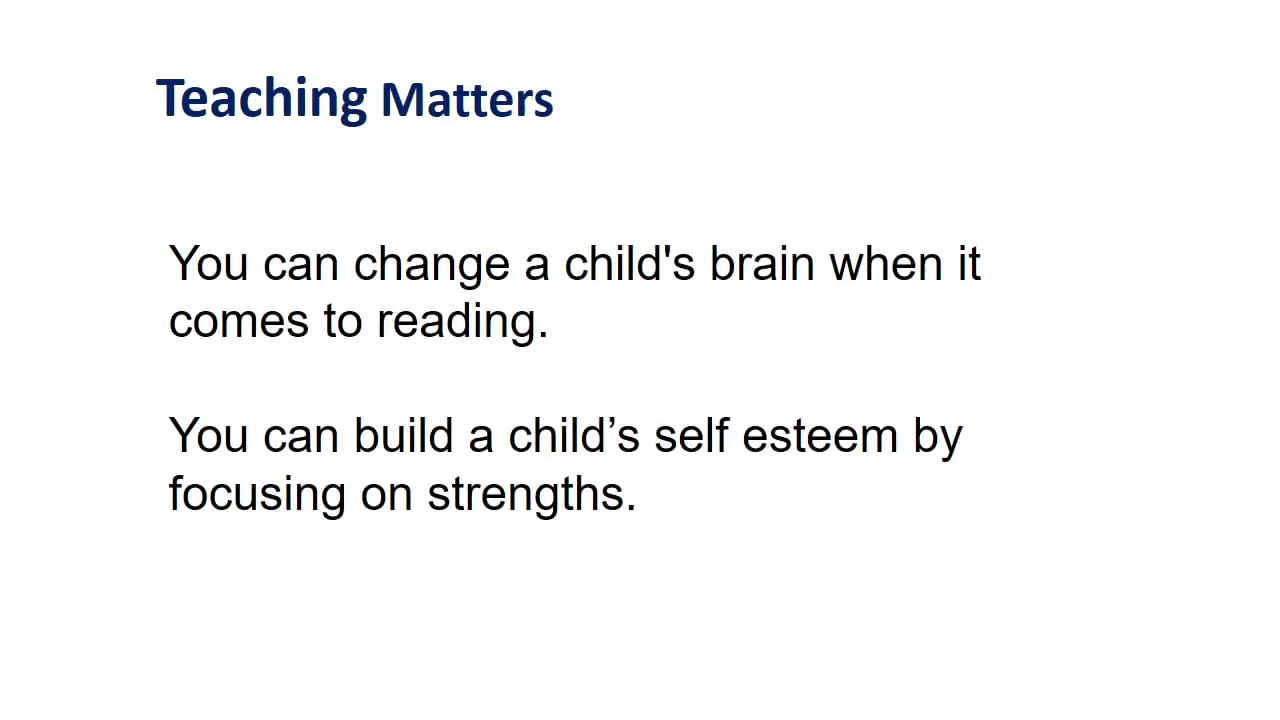 Teaching Matters
You can change a child's brain when it
comes to reading.
You can build a child’s self esteem by
focusing on strengths.